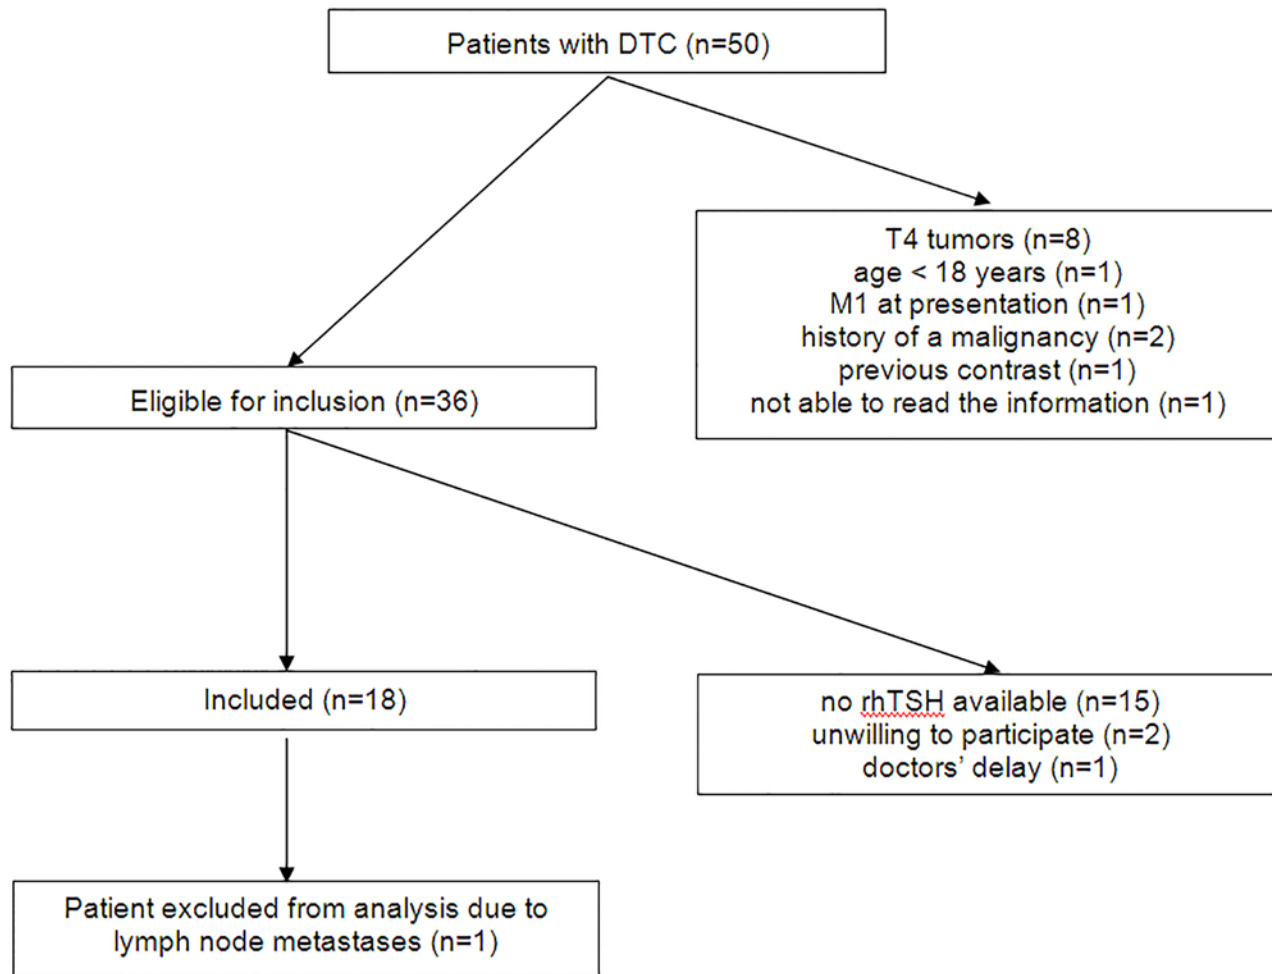 Patients with DTC (n=50)
T4 tumors (n=8)
age < 18 years (n=1)
M1 at presentation (n=1)
history of a malignancy (n=2)
previous contrast (n=1)
not able to read the information (n=1)
Eligible for inclusion (n=36)
Included (n=18)
no rhTSH available (n=15)
unwilling to participate (n=2)
doctors’ delay (n=1)
Patient excluded from analysis due to
lymph node metastases (n=1)